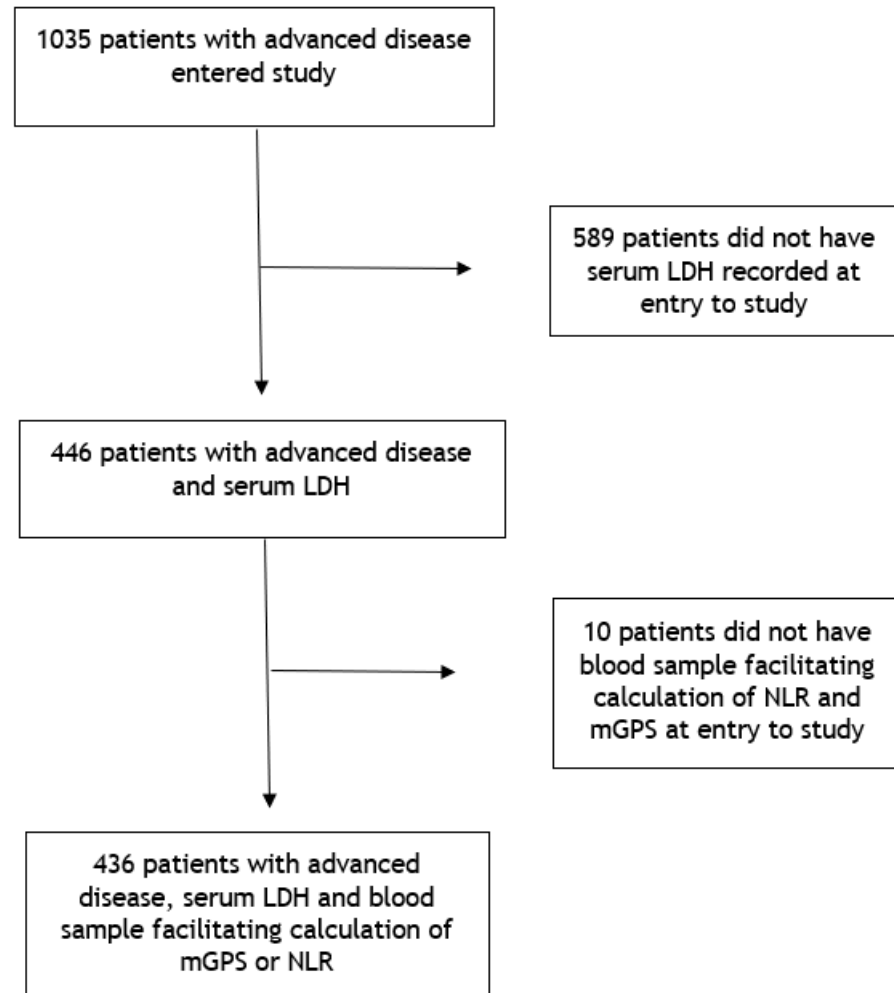 1035 patients with advanced disease
entered study
589 patients did not have
serum LDH recorded at
entry to study
446 patients with advanced disease
and serum LDH
10 patients did not have
blood sample facilitating
calculation of NLR and
mGPS at entry to study
436 patients with advanced
disease, serum LDH and blood
sample facilitating calculation of
mGPS or NLR